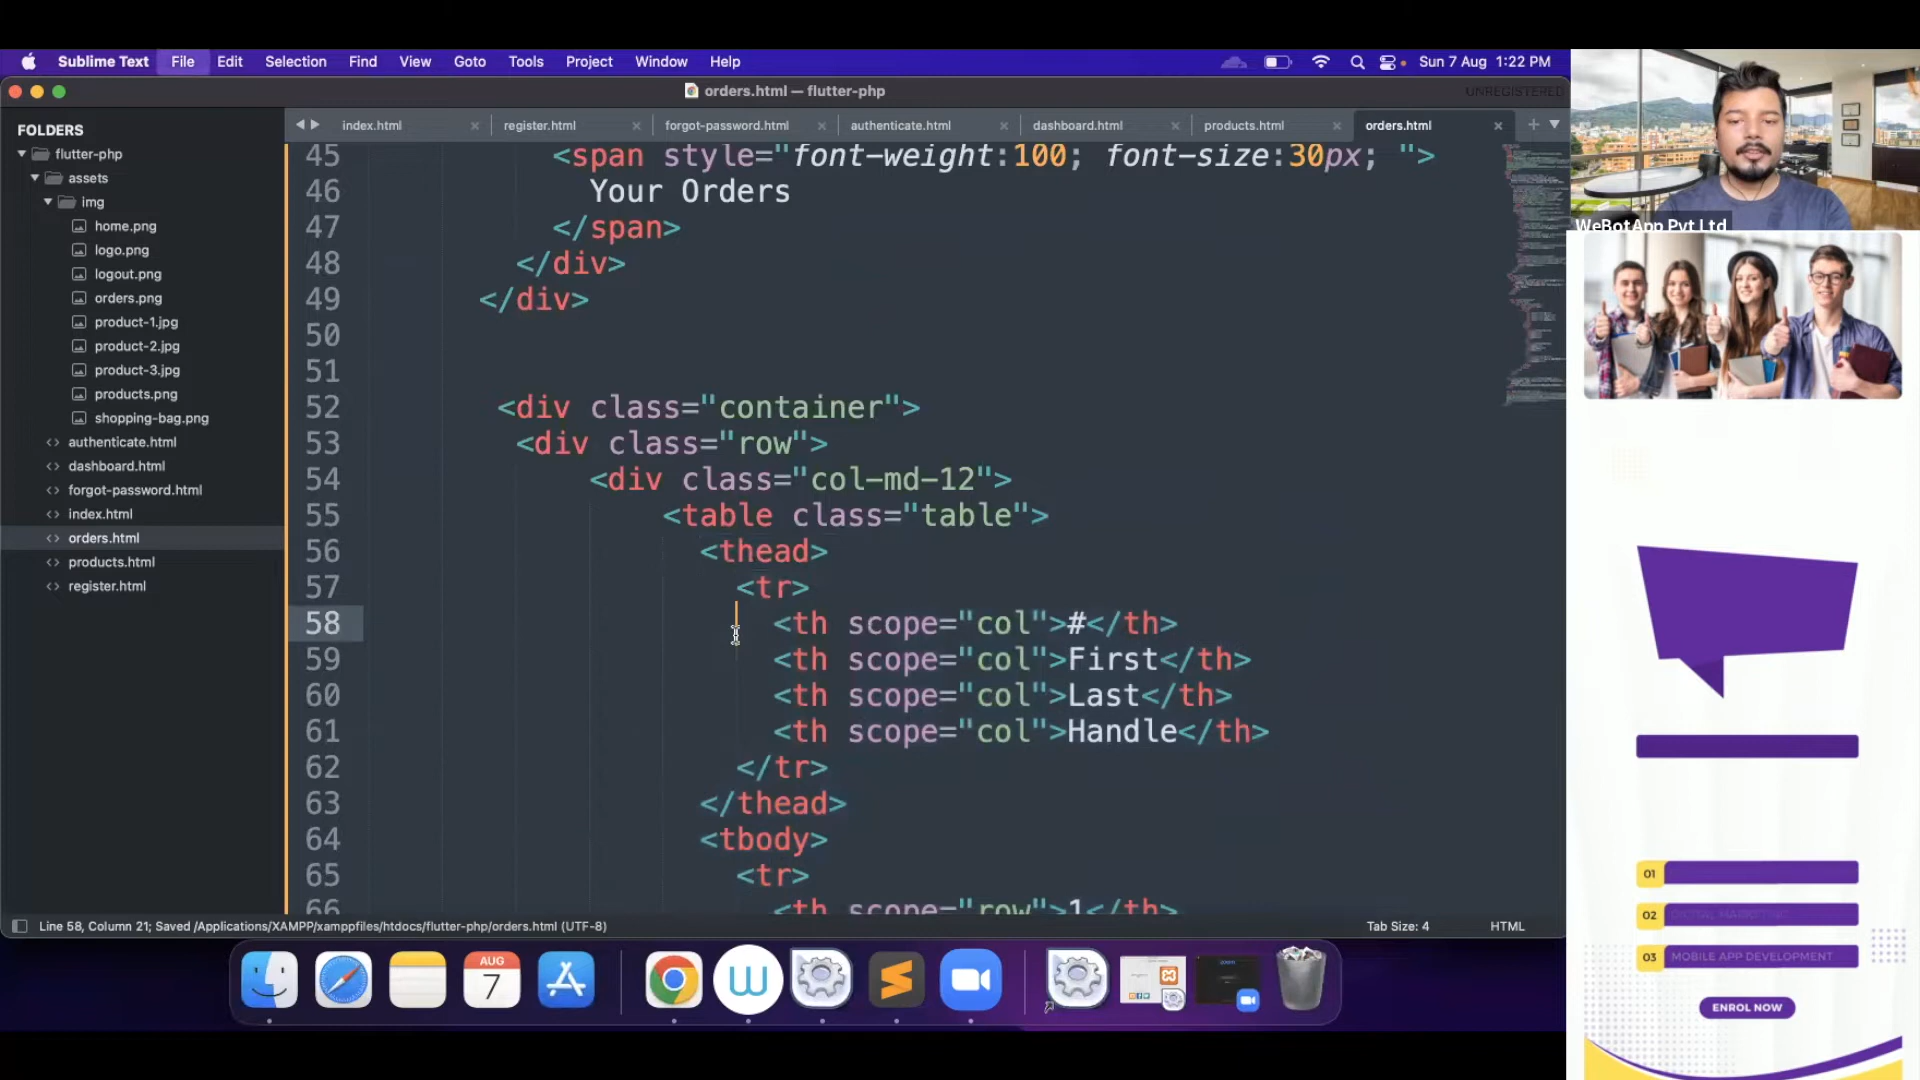 Sublime Text File Edit Selection Find View Goto Tools Project Window Help Sun 7 Aug 1:22 PM
orders.html — flutter-php UNREGISTERED
FOLDERS
flutter-php
assets
img
home.png
logo.png
logout.png
orders.png
product-1.jpg
product-2.jpg
product-3.jpg
products.png
shopping-bag.png
authenticate.html
dashboard.html
forgot-password.html
index.html
orders.html
products.html
register.html
index.html register.html forgot-password.html authenticate.html dashboard.html products.html orders.html
45 <span style="font-weight:100; font-size:30px; ">
46 Your Orders
47 </span>
48 </div>
49 </div>
50
51
52 <div class="container">
53 <div class="row">
54 <div class="col-md-12">
55 <table class="table">
56 <thead>
57 <tr>
58 <th scope="col">#</th>
59 <th scope="col">First</th>
60 <th scope="col">Last</th>
61 <th scope="col">Handle</th>
62 </tr>
63 </thead>
64 <tbody>
65 <tr>
66 <th scope="row">1</th>
Line 58, Column 21; Saved /Applications/XAMPP/xamppfiles/htdocs/flutter-php/orders.html (UTF-8) Tab Size: 4 HTML
AUG
7
WeBotApp Pvt Ltd
01
02 DIGITAL MARKETING
03 MOBILE APP DEVELOPMENT
ENROL NOW